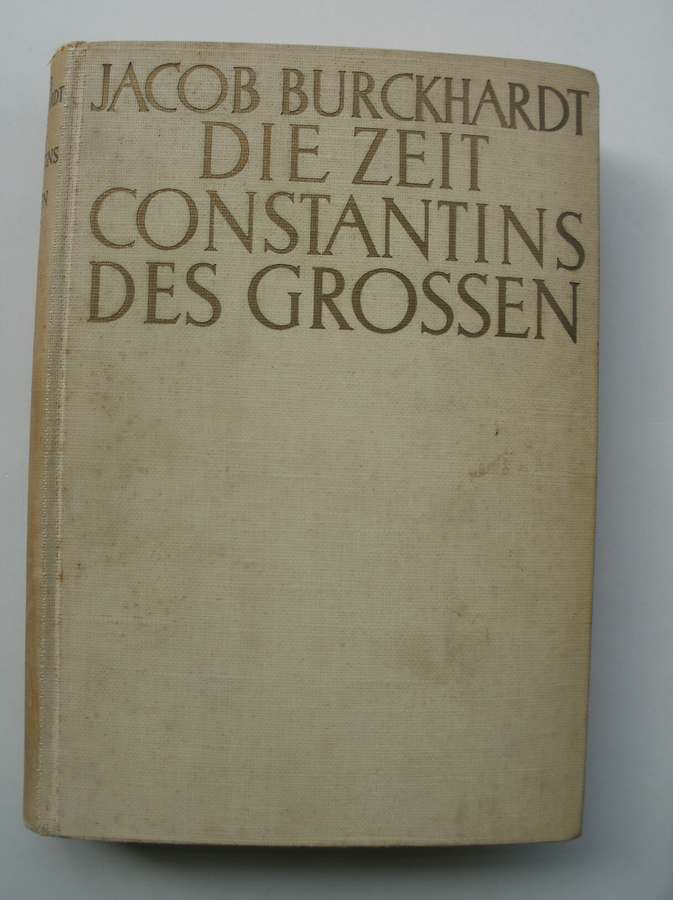 JACOB BURCKHARDT
DIE ZEIT
CONSTANTINS
DES GROSSEN